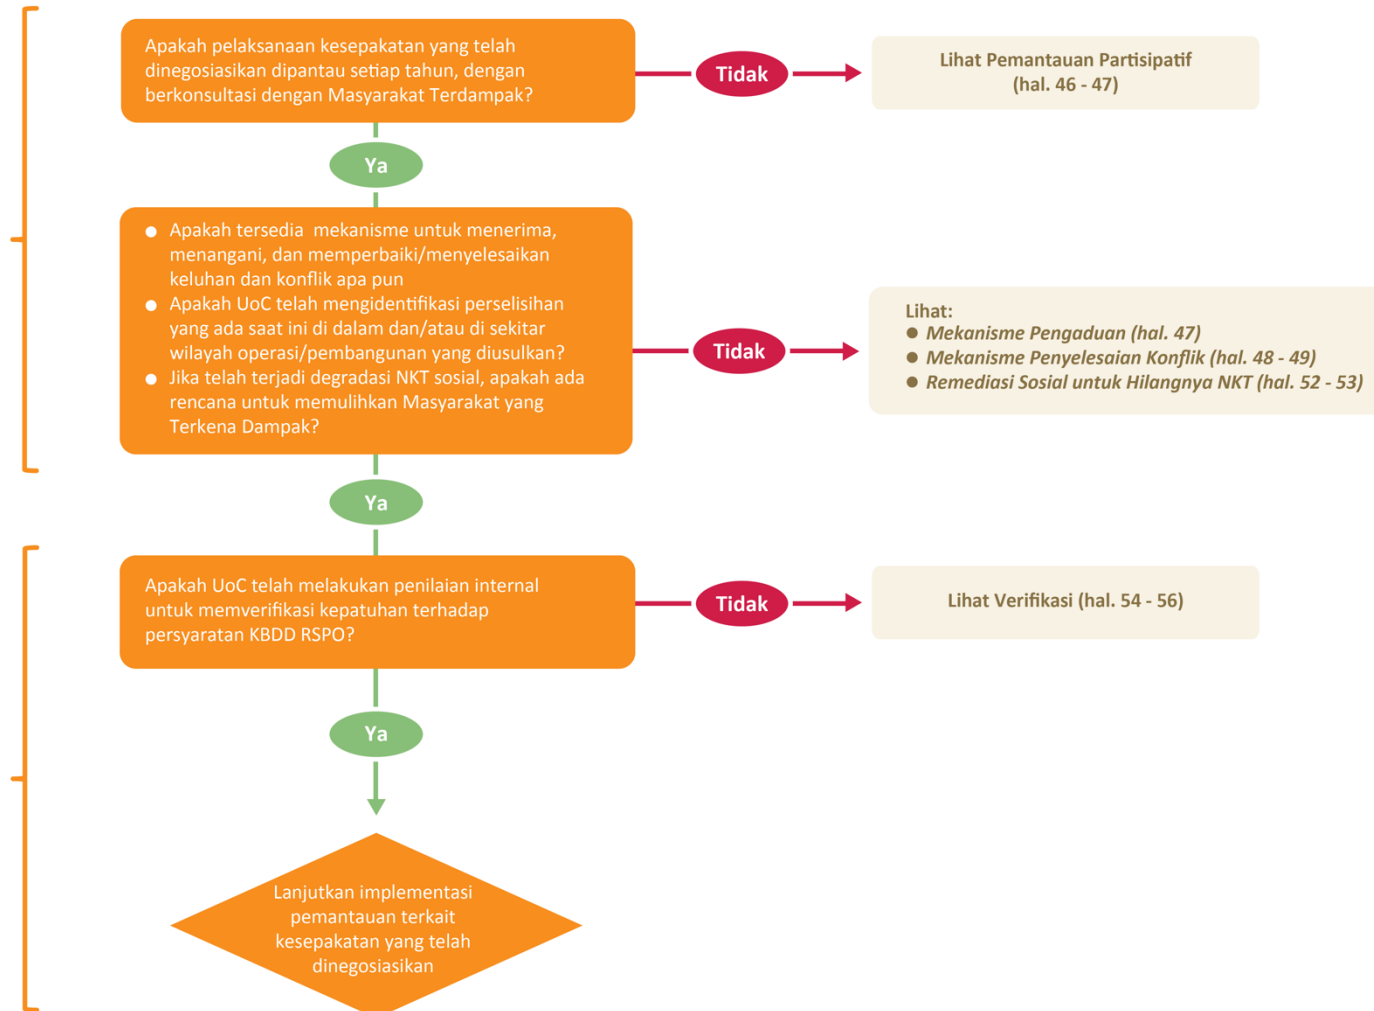 Apakah pelaksanaan kesepakatan yang telah
dinegosiasikan dipantau setiap tahun, dengan
berkonsultasi dengan Masyarakat Terdampak?
Tidak
Lihat Pemantauan Partisipatif
(hal. 46 - 47)
Ya
● Apakah tersedia mekanisme untuk menerima,
menangani, dan memperbaiki/menyelesaikan
keluhan dan konflik apa pun
● Apakah UoC telah mengidentifikasi perselisihan
yang ada saat ini di dalam dan/atau di sekitar
wilayah operasi/pembangunan yang diusulkan?
● Jika telah terjadi degradasi NKT sosial, apakah ada
rencana untuk memulihkan Masyarakat yang
Terkena Dampak?
Tidak
Lihat:
● Mekanisme Pengaduan (hal. 47)
● Mekanisme Penyelesaian Konflik (hal. 48 - 49)
● Remediasi Sosial untuk Hilangnya NKT (hal. 52 - 53)
Ya
Apakah UoC telah melakukan penilaian internal
untuk memverifikasi kepatuhan terhadap
persyaratan KBDD RSPO?
Tidak
Lihat Verifikasi (hal. 54 - 56)
Ya
Lanjutkan implementasi
pemantauan terkait
kesepakatan yang telah
dinegosiasikan